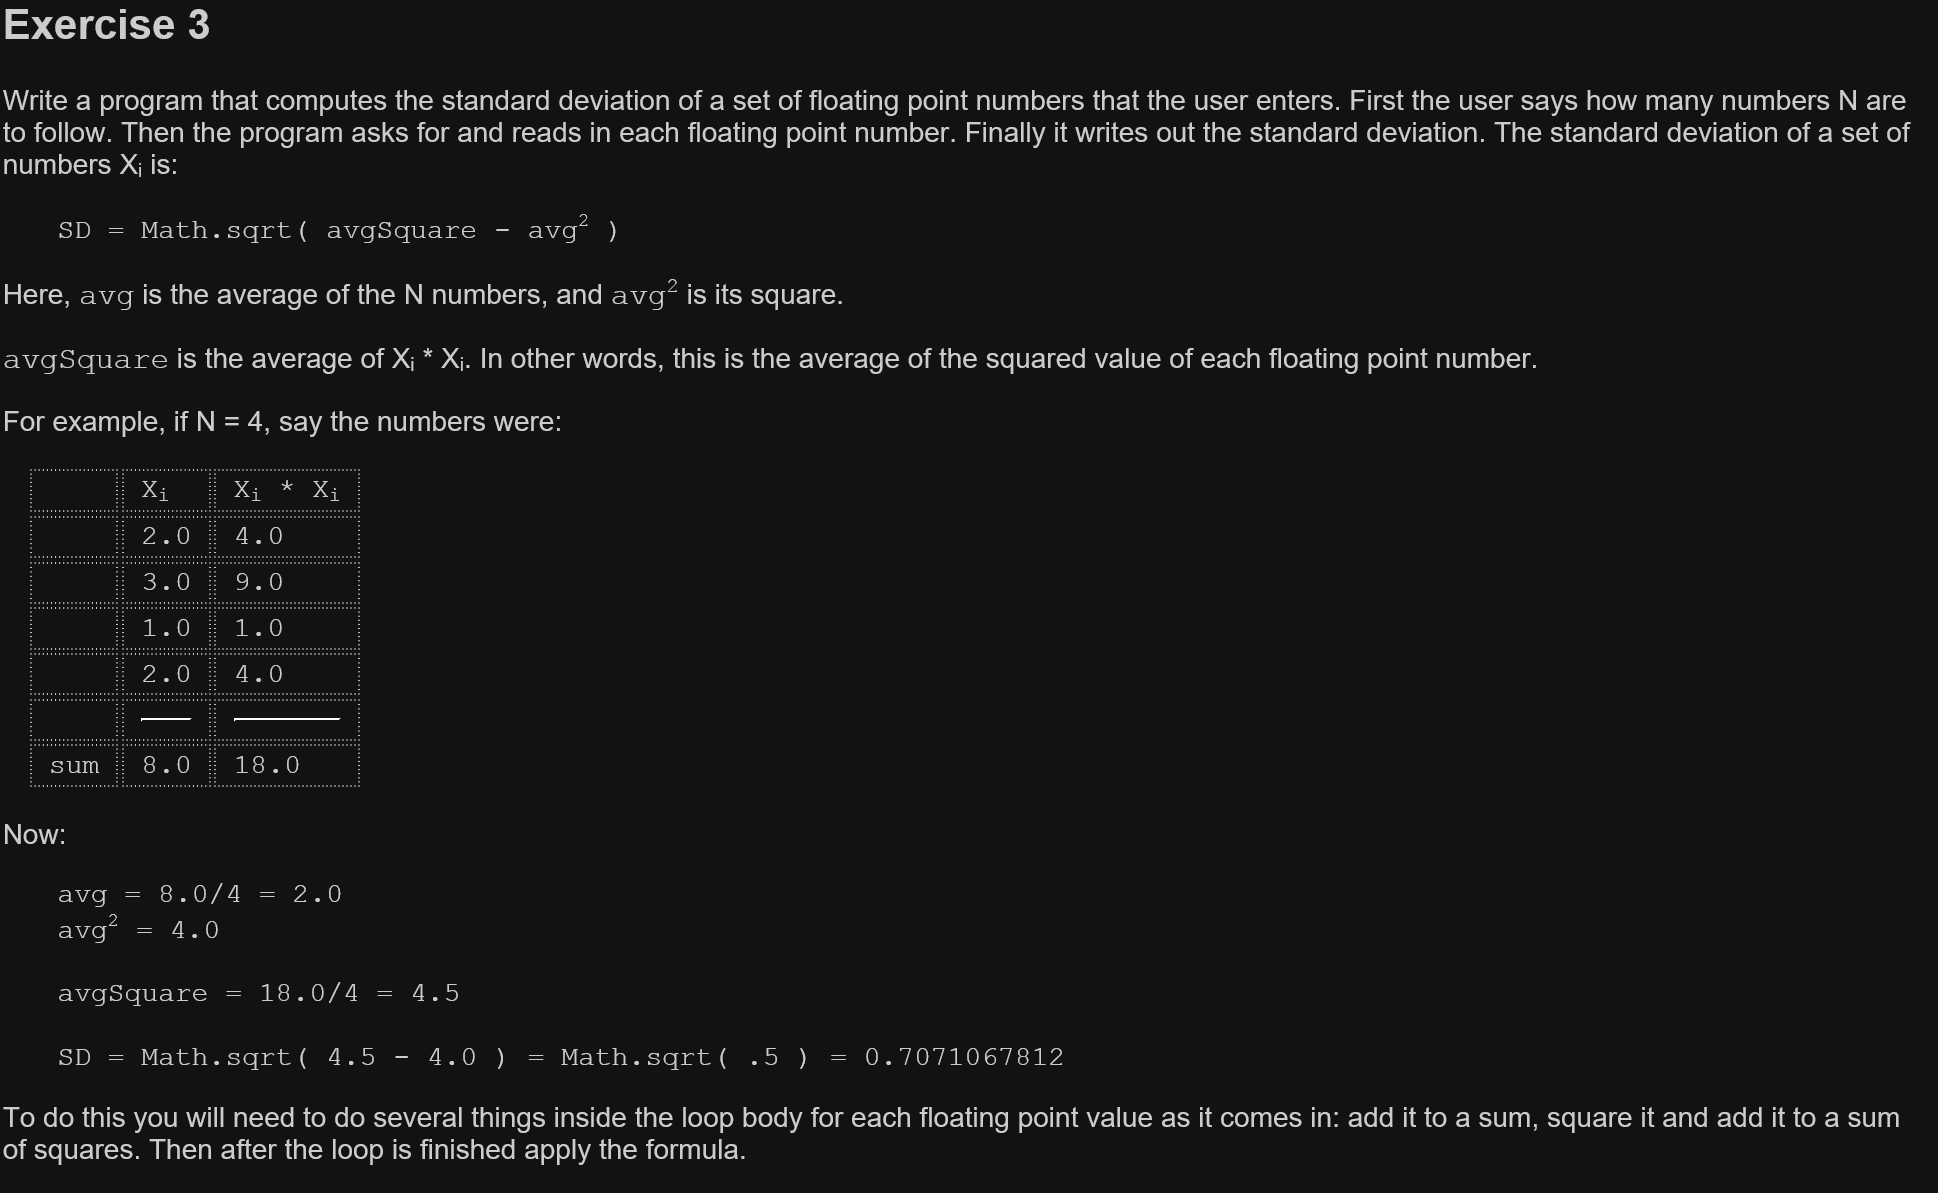 Exercise 3
Write a program that computes the standard deviation of a set of floating point numbers that the user enters. First the user says how many numbers N are
to follow. Then the program asks for and reads in each floating point number. Finally it writes out the standard deviation. The standard deviation of a set of
numbers Xᵢ is:
SD = Math.sqrt( avgSquare - avg² )
Here, avg is the average of the N numbers, and avg² is its square.
avgSquare is the average of Xᵢ * Xᵢ. In other words, this is the average of the squared value of each floating point number.
For example, if N = 4, say the numbers were:
Xᵢ Xᵢ * Xᵢ
2.0 4.0
3.0 9.0
1.0 1.0
2.0 4.0
sum 8.0 18.0
Now:
avg = 8.0/4 = 2.0
avg² = 4.0
avgSquare = 18.0/4 = 4.5
SD = Math.sqrt( 4.5 - 4.0 ) = Math.sqrt( .5 ) = 0.7071067812
To do this you will need to do several things inside the loop body for each floating point value as it comes in: add it to a sum, square it and add it to a sum
of squares. Then after the loop is finished apply the formula.